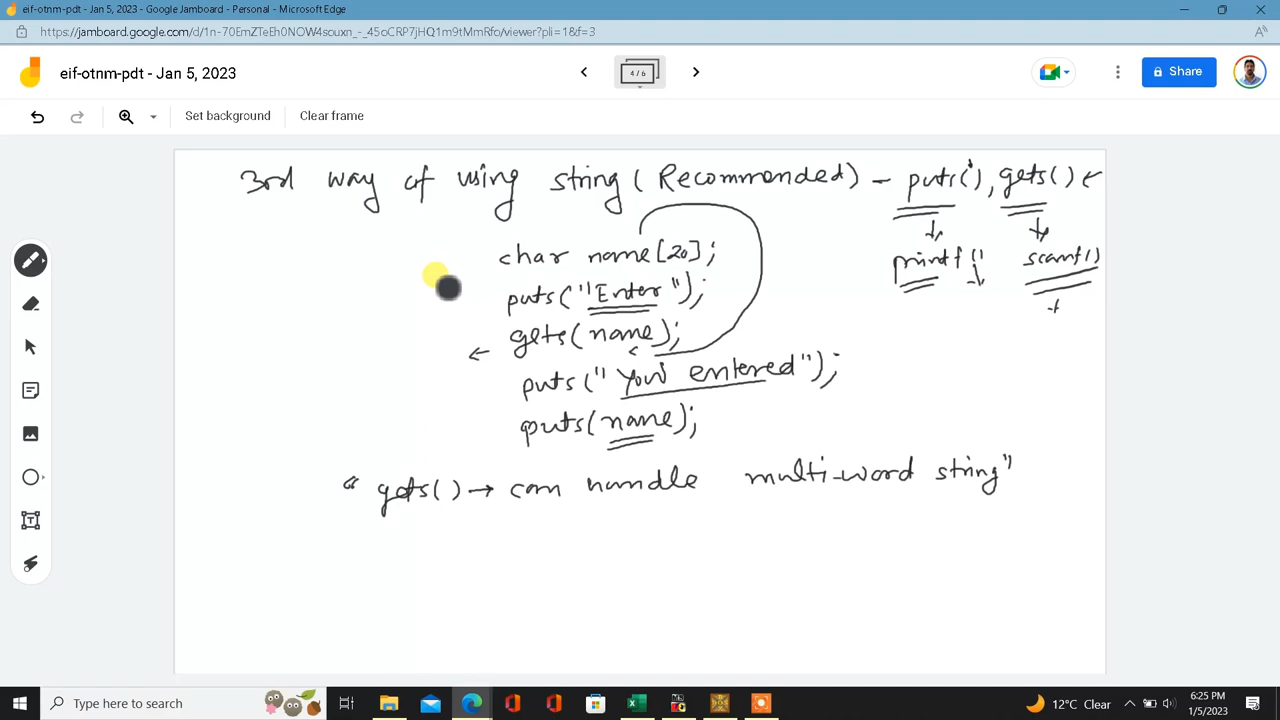 eif-otnm-pdt - Jan 5, 2023 - Google Jamboard - Personal - Microsoft Edge
https://jamboard.google.com/d/1n-70EmZTeEh0NOW4souxn_-_45oCRP7jHQ1m9tMmRfo/viewer?pli=1&f=3
eif-otnm-pdt - Jan 5, 2023
4 / 6
Share
Set background
Clear frame
3rd way of using string (Recommended) - puts(), gets() ←
printf() scanf()
char name[20];
puts("Enter");
← gets(name);
puts("You entered");
puts(name);
"gets() → can handle multi-word string"
Type here to search
12°C Clear
6:25 PM
1/5/2023